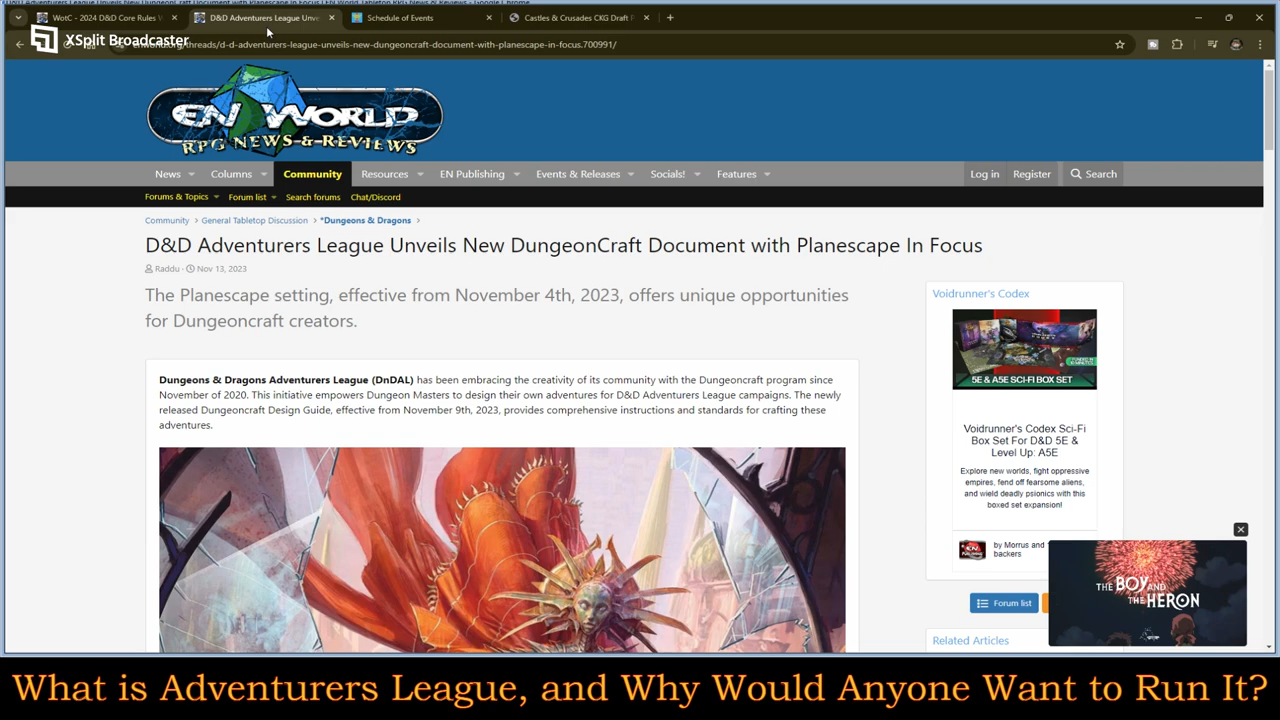 WotC - 2024 D&D Core Rules
D&D Adventurers League Unve
Schedule of Events
Castles & Crusades CKG Draft
XSplit Broadcaster
/threads/d-d-adventurers-league-unveils-new-dungeoncraft-document-with-planescape-in-focus.700991/
EN WORLD
RPG NEWS & REVIEWS
News
Columns
Community
Resources
EN Publishing
Events & Releases
Socials!
Features
Log in
Register
Search
Forums & Topics
Forum list
Search forums
Chat/Discord
Community > General Tabletop Discussion > *Dungeons & Dragons >
D&D Adventurers League Unveils New DungeonCraft Document with Planescape In Focus
Raddu · Nov 13, 2023
The Planescape setting, effective from November 4th, 2023, offers unique opportunities
for Dungeoncraft creators.
Dungeons & Dragons Adventurers League (DnDAL) has been embracing the creativity of its community with the Dungeoncraft program since
November of 2020. This initiative empowers Dungeon Masters to design their own adventures for D&D Adventurers League campaigns. The newly
released Dungeoncraft Design Guide, effective from November 9th, 2023, provides comprehensive instructions and standards for crafting these
adventures.
Voidrunner's Codex
5E & A5E SCI-FI BOX SET
Voidrunner's Codex Sci-Fi
Box Set For D&D 5E &
Level Up: A5E
Explore new worlds, fight oppressive
empires, fend off fearsome aliens,
and wield deadly psionics with this
boxed set expansion!
by Morrus and
backers
THE BOY AND
THE HERON
Forum list
Related Articles
What is Adventurers League, and Why Would Anyone Want to Run It?